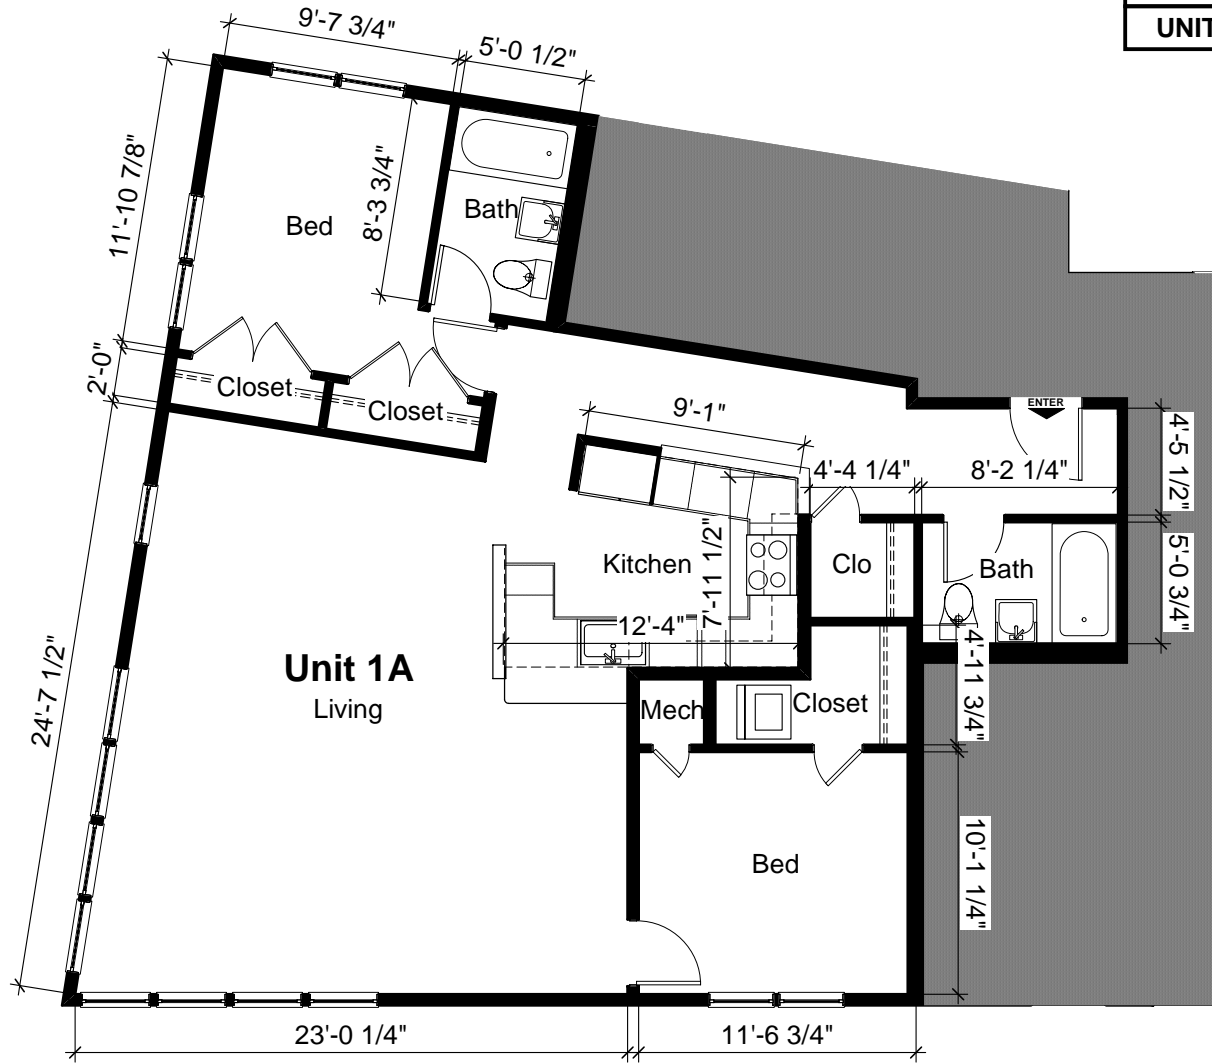 UNIT
9'-7 3/4"
5'-0 1/2"
11'-10 7/8"
8'-3 3/4"
Bath
Bed
2'-0"
Closet
Closet
9'-1"
ENTER
4'-5 1/2"
4'-4 1/4"
8'-2 1/4"
7'-11 1/2"
Kitchen
Clo
Bath
5'-0 3/4"
12'-4"
4'-11 3/4"
Unit 1A
Living
24'-7 1/2"
Mech
Closet
Bed
10'-1 1/4"
23'-0 1/4"
11'-6 3/4"